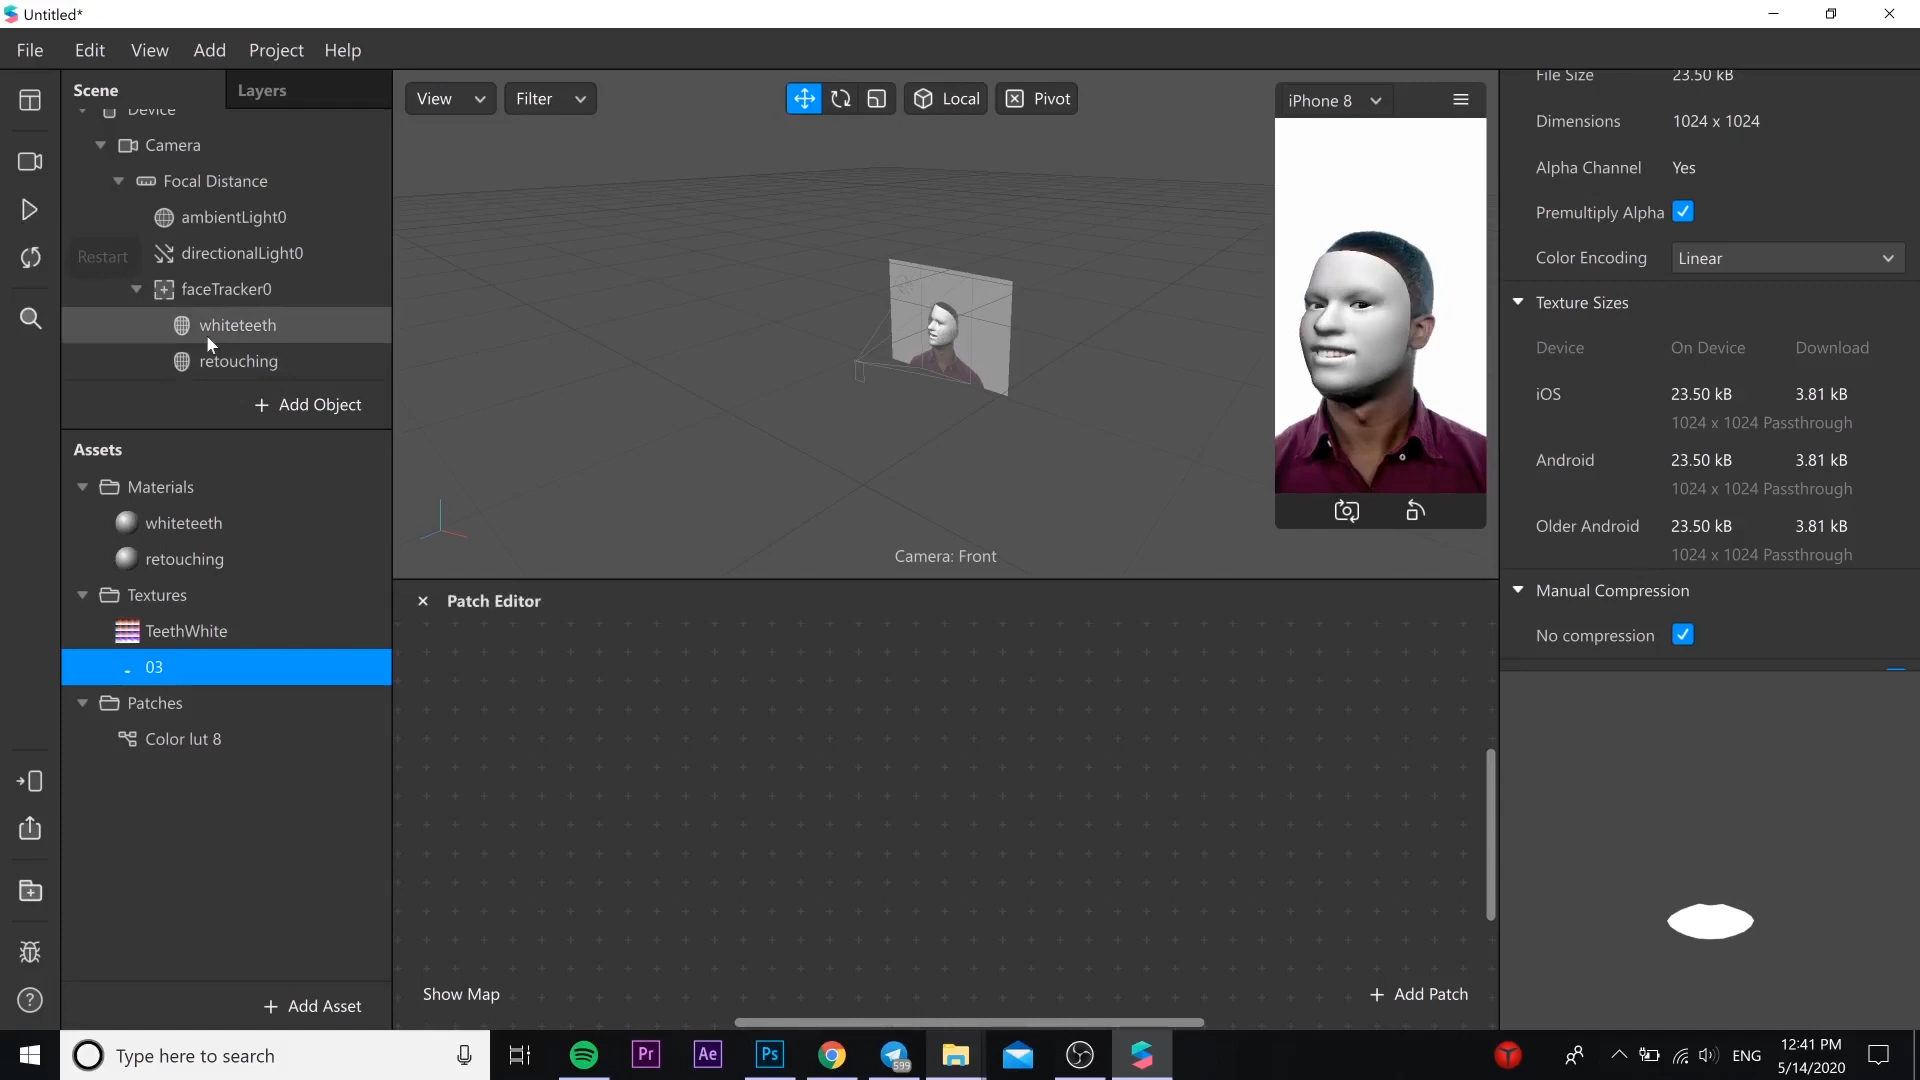 Untitled*
File Edit View Add Project Help
Scene Layers
Device
Camera
Focal Distance
ambientLight0
Restart
directionalLight0
faceTracker0
whiteteeth
retouching
+ Add Object
Assets
Materials
whiteteeth
retouching
Textures
TeethWhite
03
Patches
Color lut 8
+ Add Asset
View Filter Local Pivot
Camera: Front
iPhone 8
Patch Editor
Show Map
+ Add Patch
File Size 23.50 kB
Dimensions 1024 x 1024
Alpha Channel Yes
Premultiply Alpha
Color Encoding Linear
Texture Sizes
Device On Device Download
iOS 23.50 kB 3.81 kB
1024 x 1024 Passthrough
Android 23.50 kB 3.81 kB
1024 x 1024 Passthrough
Older Android 23.50 kB 3.81 kB
1024 x 1024 Passthrough
Manual Compression
No compression
Type here to search
Pr Ae Ps 599
ENG 12:41 PM
5/14/2020